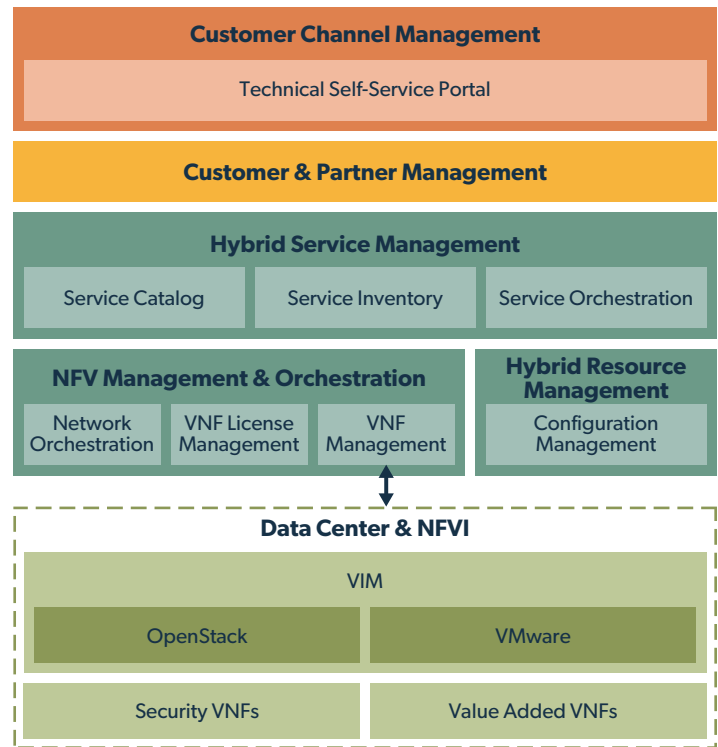 Customer Channel Management
Technical Self-Service Portal
Customer & Partner Management
Hybrid Service Management
Service Catalog
Service Inventory
Service Orchestration
NFV Management & Orchestration
Network
Orchestration
VNF License
Management
VNF
Management
Hybrid Resource
Management
Configuration
Management
Data Center & NFVI
VIM
OpenStack
VMware
Security VNFs
Value Added VNFs